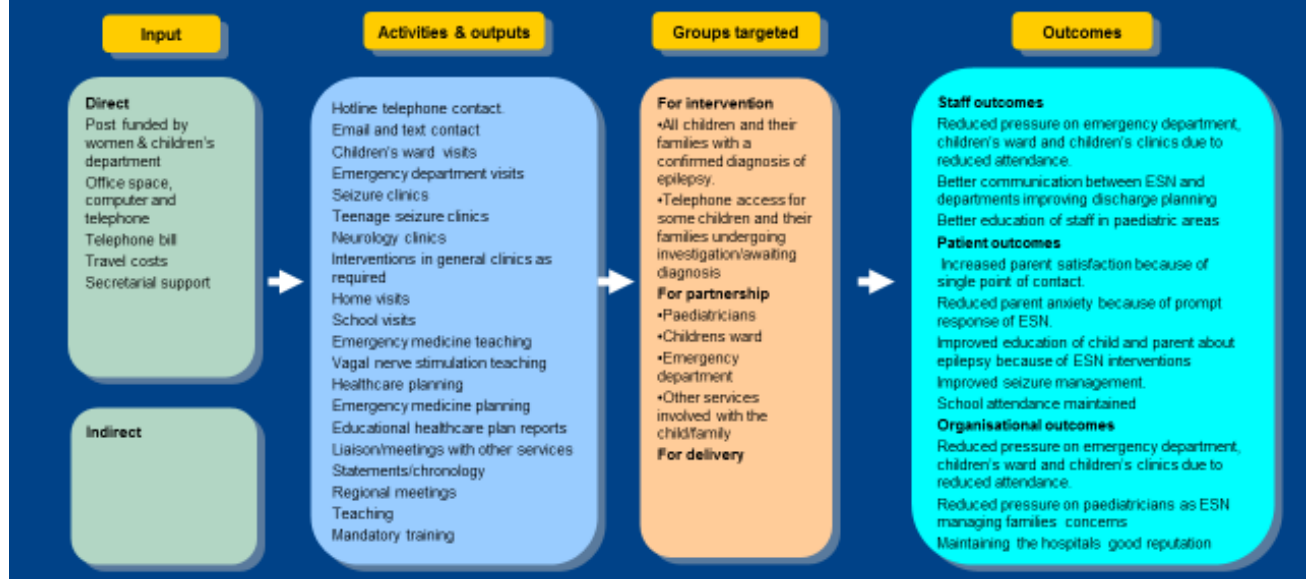 Input
Activities & outputs
Groups targeted
Outcomes
Direct
Post funded by
women & children's
department
Office space,
computer and
telephone
Telephone bill
Travel costs
Secretarial support
Indirect
Hotline telephone contact.
Email and text contact
Children's ward visits
Emergency department visits
Seizure clinics
Teenage seizure clinics
Neurology clinics
Interventions in general clinics as
required
Home visits
School visits
Emergency medicine teaching
Vagal nerve stimulation teaching
Healthcare planning
Emergency medicine planning
Educational healthcare plan reports
Liaison/meetings with other services
Statements/chronology
Regional meetings
Teaching
Mandatory training
For intervention
•All children and their
families with a
confirmed diagnosis of
epilepsy.
•Telephone access for
some children and their
families undergoing
investigation/awaiting
diagnosis
For partnership
•Paediatricians
•Childrens ward
•Emergency
department
•Other services
involved with the
child/family
For delivery
Staff outcomes
Reduced pressure on emergency department,
children's ward and children's clinics due to
reduced attendance.
Better communication between ESN and
departments improving discharge planning
Better education of staff in paediatric areas
Patient outcomes
Increased parent satisfaction because of
single point of contact.
Reduced parent anxiety because of prompt
response of ESN.
Improved education of child and parent about
epilepsy because of ESN interventions
Improved seizure management.
School attendance maintained
Organisational outcomes
Reduced pressure on emergency department,
children's ward and children's clinics due to
reduced attendance.
Reduced pressure on paediatricians as ESN
managing families concerns
Maintaining the hospitals good reputation